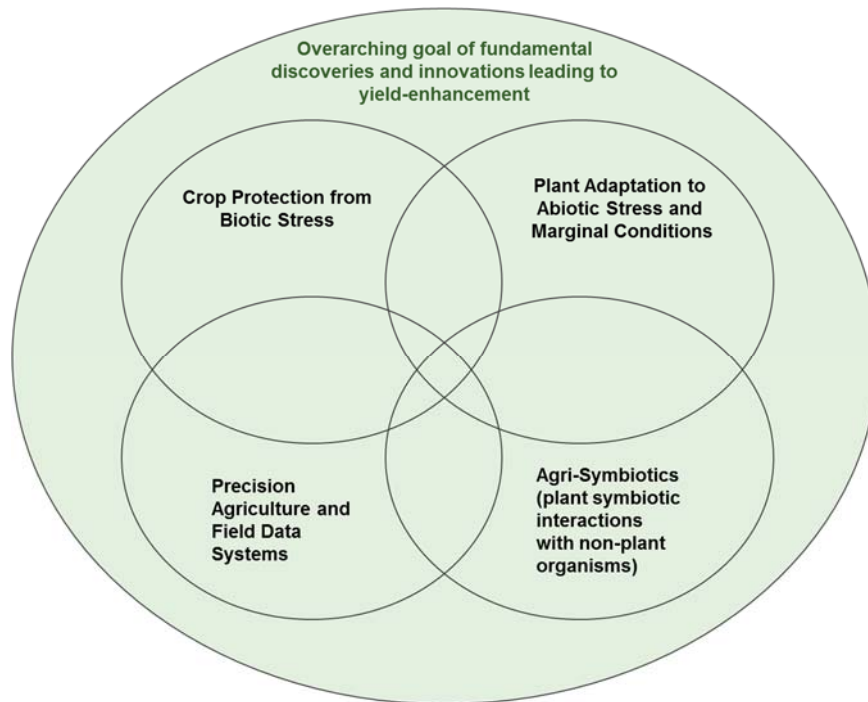 Overarching goal of fundamental
discoveries and innovations leading to
yield-enhancement
Crop Protection from
Biotic Stress
Plant Adaptation to
Abiotic Stress and
Marginal Conditions
Precision
Agriculture and
Field Data
Systems
Agri-Symbiotics
(plant symbiotic
interactions
with non-plant
organisms)